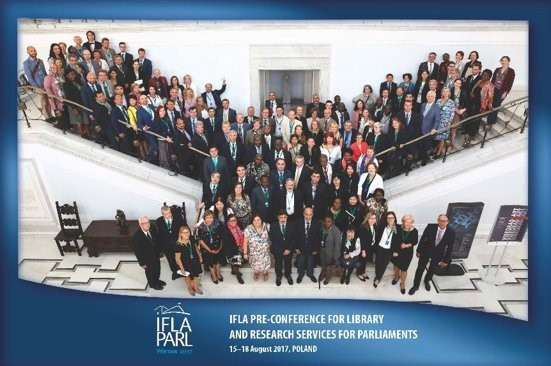 IFLA
PARL
Warsaw, 2017
IFLA PRE-CONFERENCE FOR LIBRARY
AND RESEARCH SERVICES FOR PARLIAMENTS
15–18 August 2017, POLAND